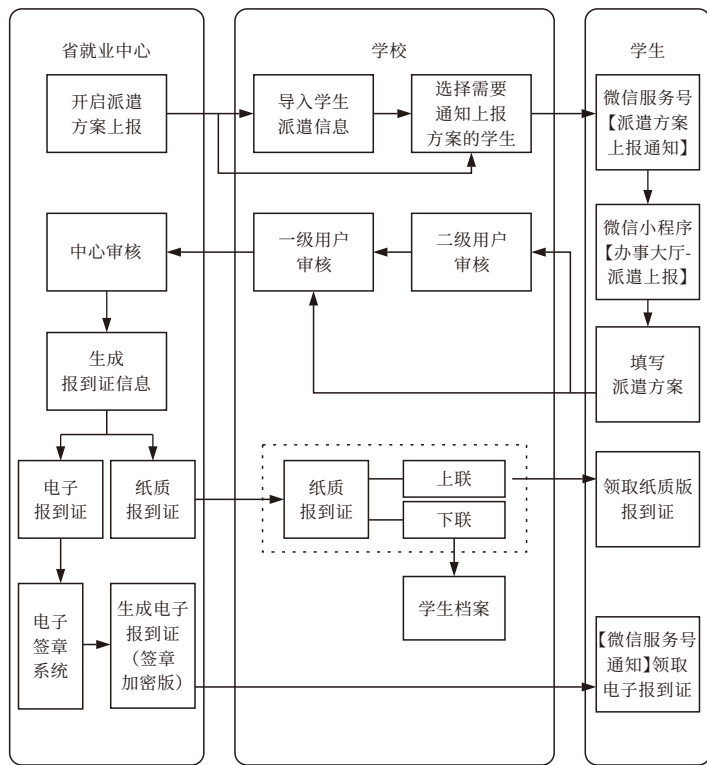 省就业中心
学校
学生
开启派遣
方案上报
导入学生
派遣信息
选择需要
通知上报
方案的学生
微信服务号
【派遣方案
上报通知】
微信小程序
【办事大厅-
派遣上报】
中心审核
一级用户
审核
二级用户
审核
填写
派遣方案
生成
报到证信息
电子
报到证
纸质
报到证
纸质
报到证
上联
下联
领取纸质版
报到证
学生档案
电子
签章
系统
生成电子
报到证
（签章
加密版）
【微信服务号
通知】领取
电子报到证